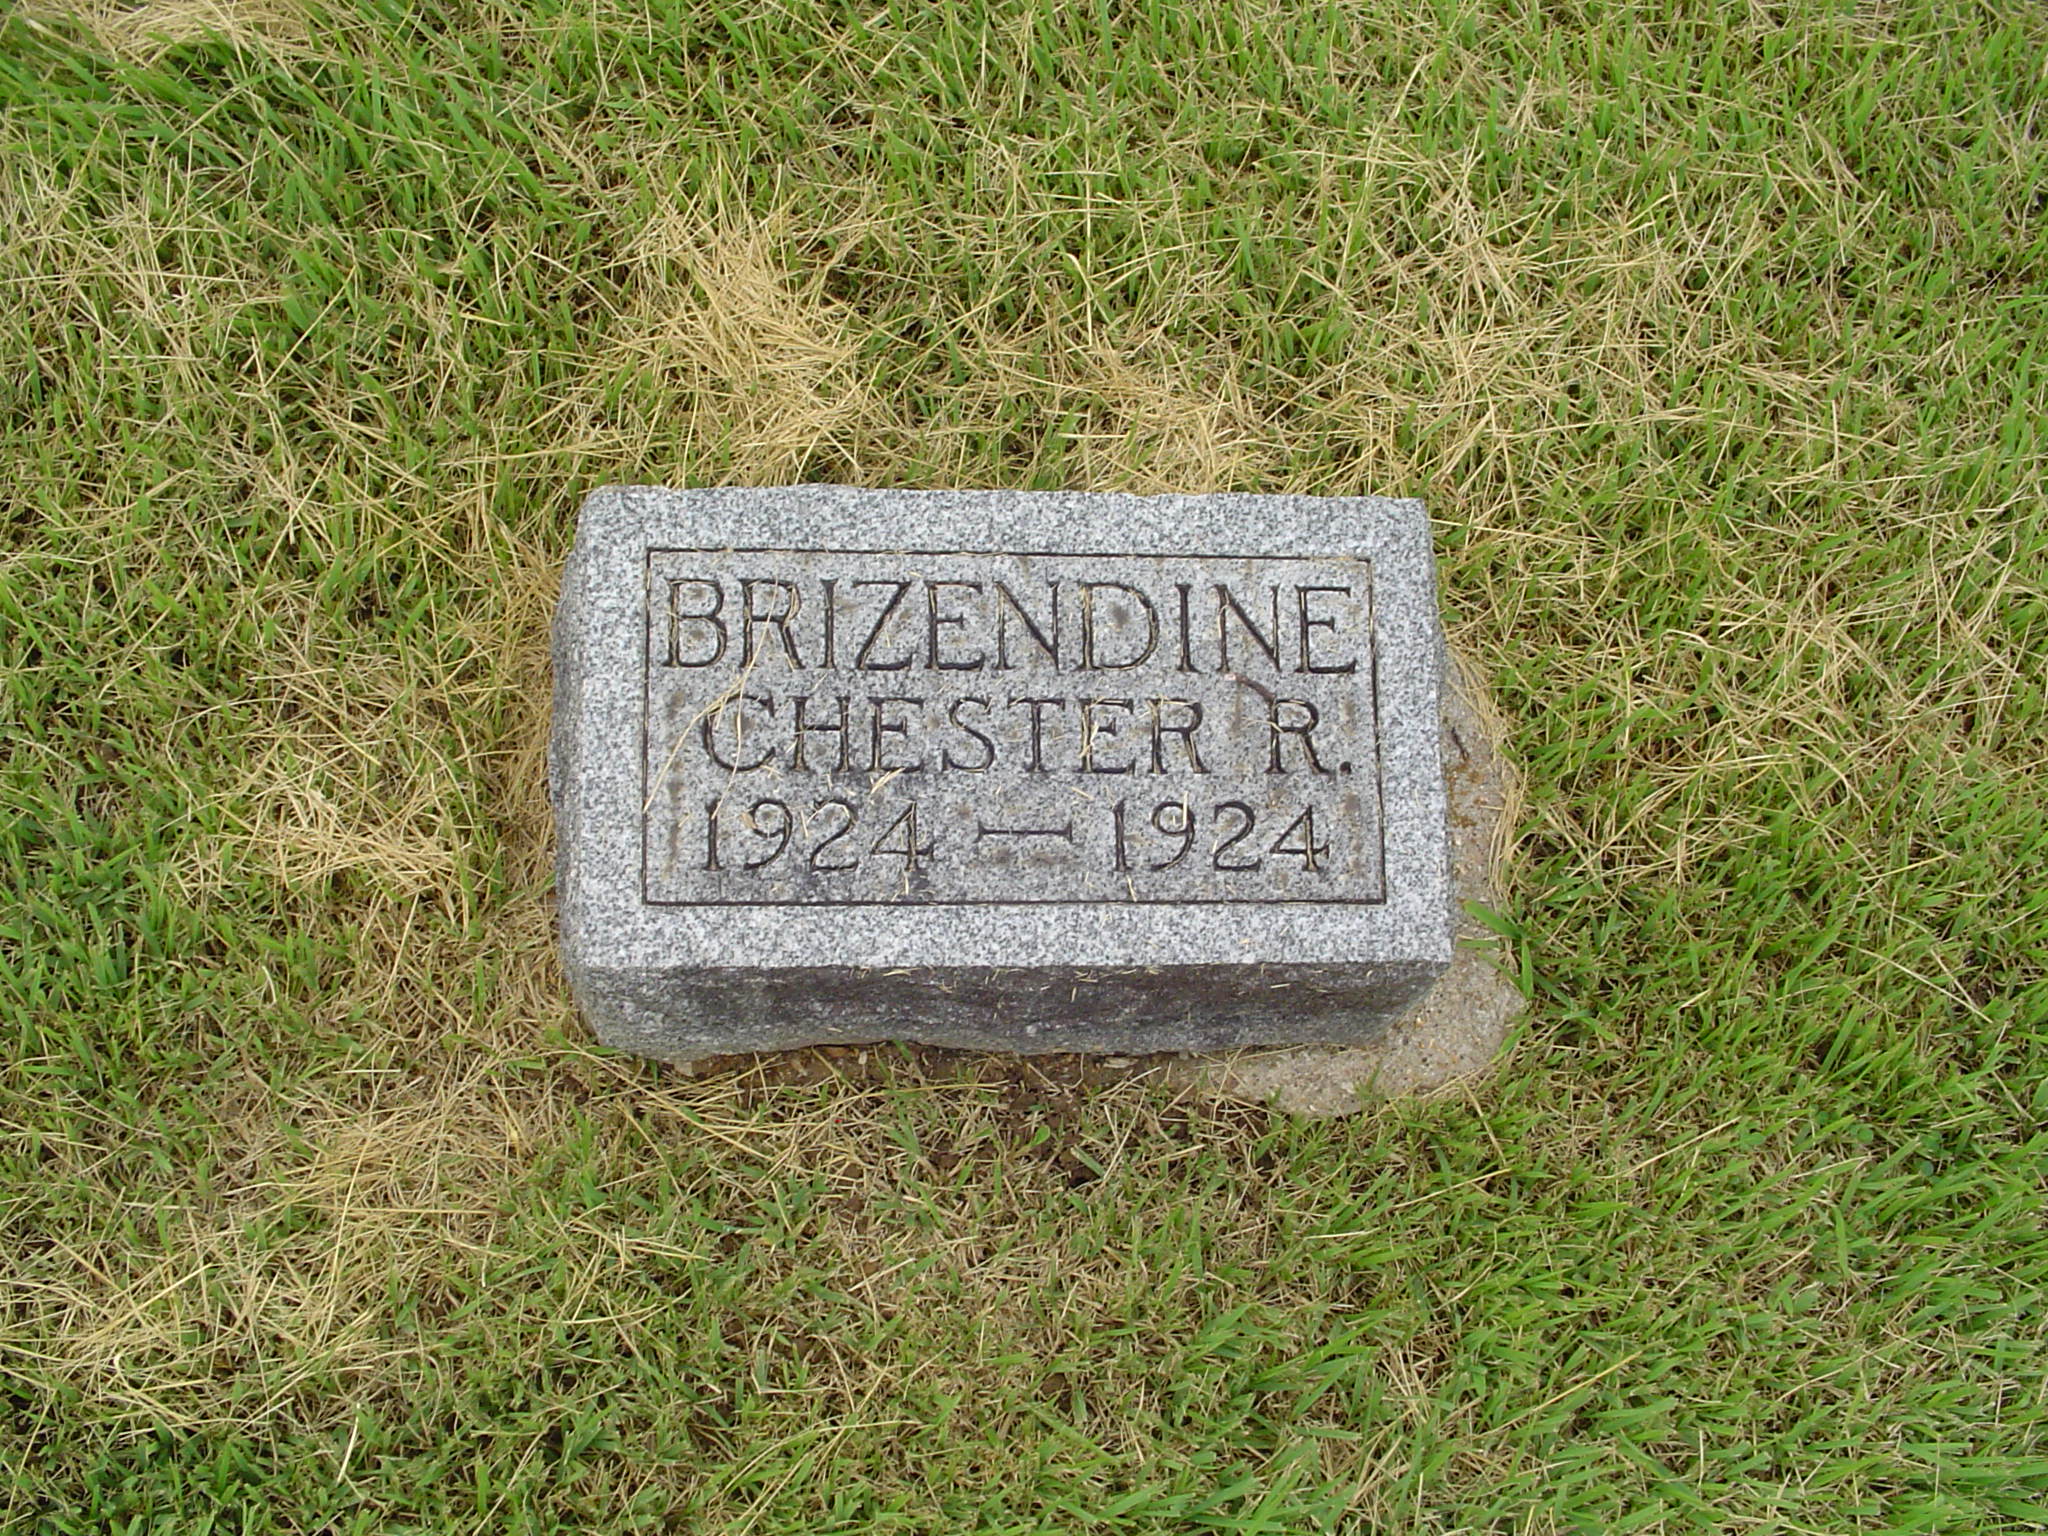 BRIZENDINE
CHESTER R.
1924 — 1924